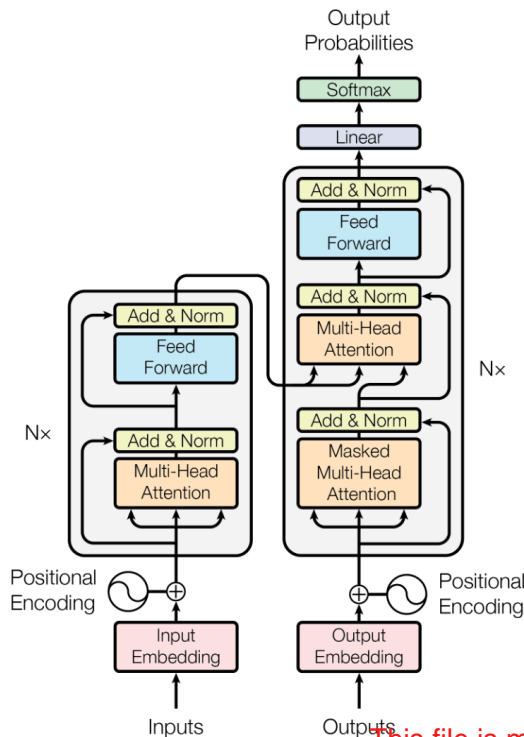 Output
Probabilities
Softmax
Linear
Add & Norm
Feed
Forward
Add & Norm
Multi-Head
Attention
Add & Norm
Masked
Multi-Head
Attention
N×
Add & Norm
Feed
Forward
Add & Norm
Multi-Head
Attention
N×
Positional
Encoding
Positional
Encoding
Input
Embedding
Output
Embedding
Inputs
Outputs
This file is m